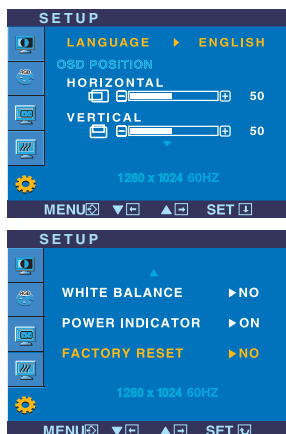 SETUP
LANGUAGE ENGLISH
OSD POSITION
HORIZONTAL
50
VERTICAL
50
1280 x 1024 60HZ
MENU SET
SETUP
WHITE BALANCE NO
POWER INDICATOR ON
FACTORY RESET NO
1280 x 1024 60HZ
MENU SET